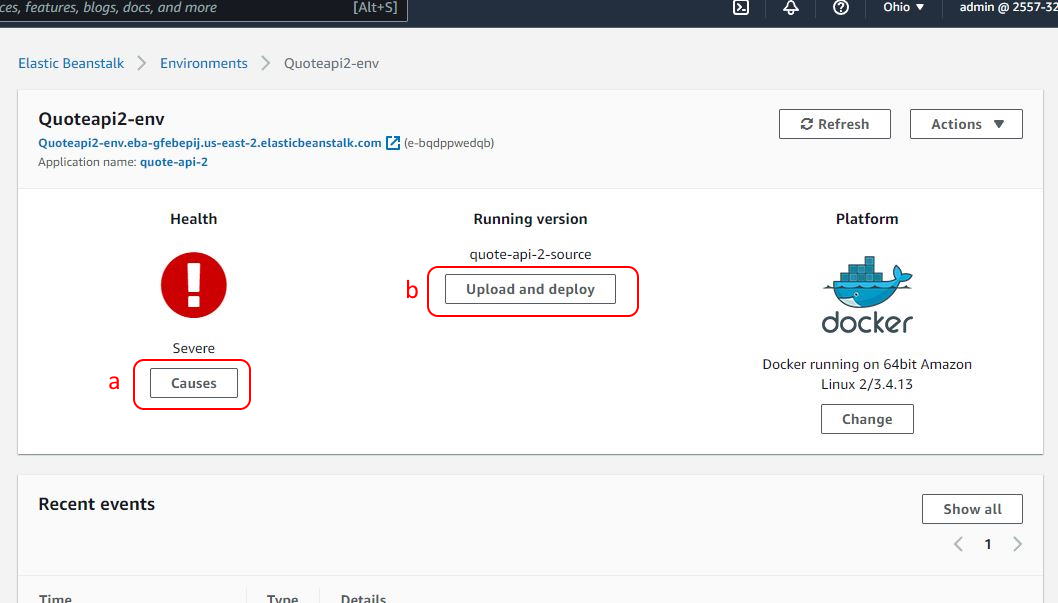 ces, features, blogs, docs, and more [Alt+S] Ohio ▼ admin @ 2557-32
Elastic Beanstalk > Environments > Quoteapi2-env
Quoteapi2-env
Quoteapi2-env.eba-gfebepij.us-east-2.elasticbeanstalk.com (e-bqdppwedqb)
Application name: quote-api-2
Refresh
Actions ▼
Health
Severe
a
Causes
Running version
quote-api-2-source
b
Upload and deploy
Platform
docker
Docker running on 64bit Amazon
Linux 2/3.4.13
Change
Recent events
Show all
< 1 >
Time Type Details